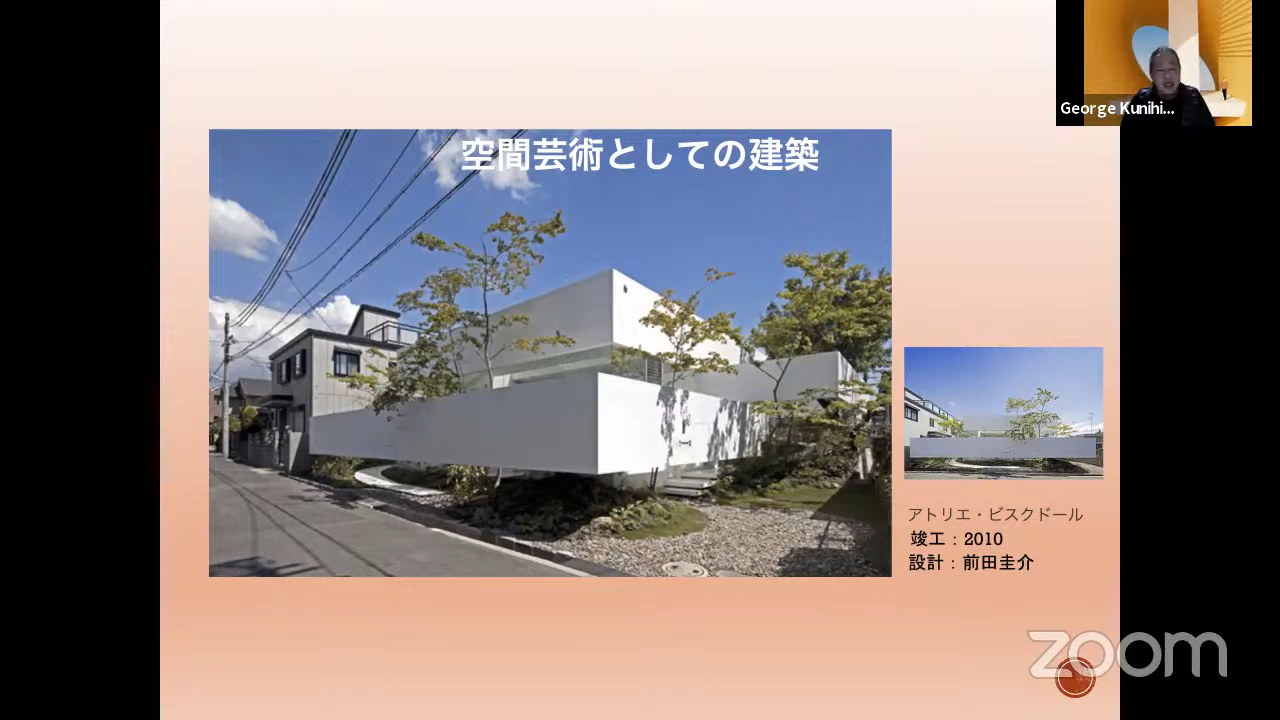 George Kunihi...
空間芸術としての建築
アトリエ・ビスクドール
竣工：2010
設計：前田圭介
zoom